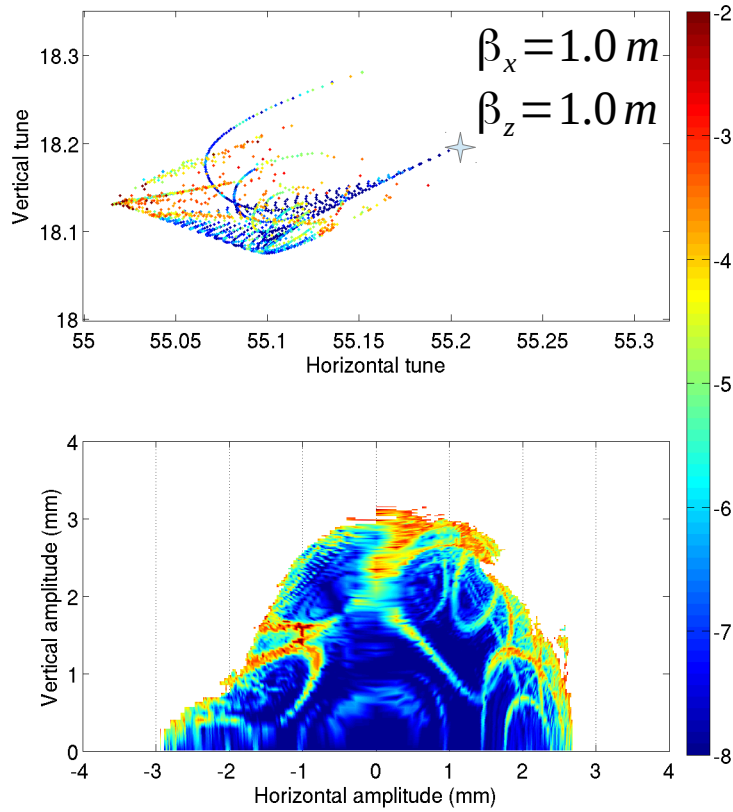 βx=1.0 m
βz=1.0 m
Vertical tune
18.3
18.2
18.1
18
55 55.05 55.1 55.15 55.2 55.25 55.3
Horizontal tune
-2
-3
-4
-5
-6
-7
-8
Vertical amplitude (mm)
4
3
2
1
0
-4 -3 -2 -1 0 1 2 3 4
Horizontal amplitude (mm)